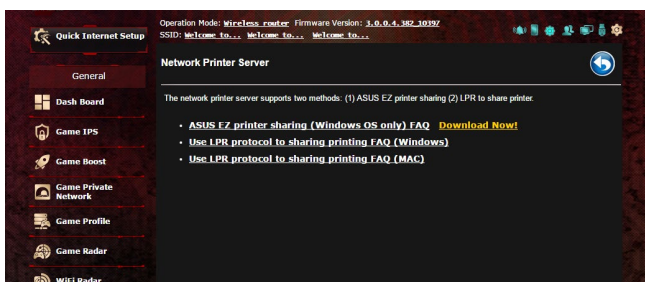 Quick Internet Setup
Operation Mode: Wireless router Firmware Version: 3.0.0.4.382_10397
SSID: Welcome to... Welcome to... Welcome to...
General
Dash Board
Game IPS
Game Boost
Game Private
Network
Game Profile
Game Radar
WiFi Radar
Network Printer Server
The network printer server supports two methods: (1) ASUS EZ printer sharing (2) LPR to share printer.
ASUS EZ printer sharing (Windows OS only) FAQ Download Now!
Use LPR protocol to sharing printing FAQ (Windows)
Use LPR protocol to sharing printing FAQ (MAC)